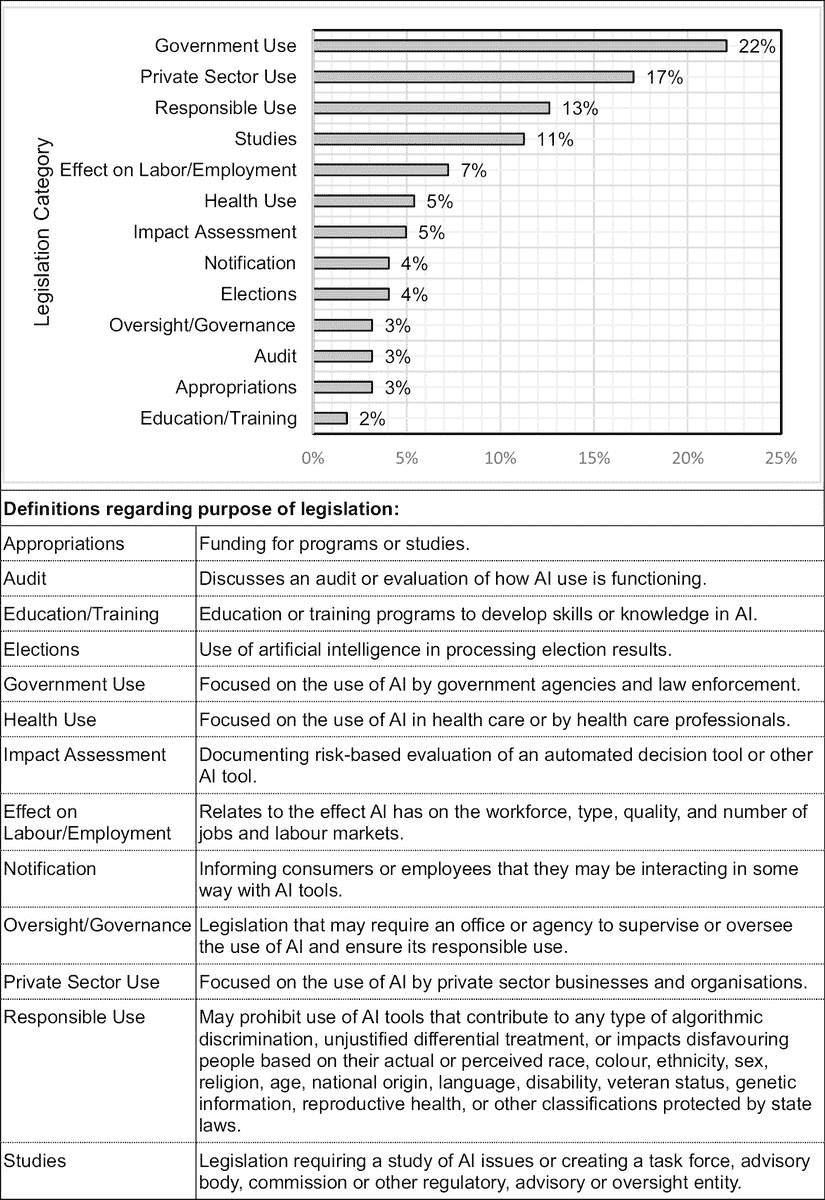 Legislation Category
Government Use 22%
Private Sector Use 17%
Responsible Use 13%
Studies 11%
Effect on Labor/Employment 7%
Health Use 5%
Impact Assessment 5%
Notification 4%
Elections 4%
Oversight/Governance 3%
Audit 3%
Appropriations 3%
Education/Training 2%
0% 5% 10% 15% 20% 25%
Definitions regarding purpose of legislation:
Appropriations Funding for programs or studies.
Audit Discusses an audit or evaluation of how AI use is functioning.
Education/Training Education or training programs to develop skills or knowledge in AI.
Elections Use of artificial intelligence in processing election results.
Government Use Focused on the use of AI by government agencies and law enforcement.
Health Use Focused on the use of AI in health care or by health care professionals.
Impact Assessment Documenting risk-based evaluation of an automated decision tool or other
AI tool.
Effect on Relates to the effect AI has on the workforce, type, quality, and number of
Labour/Employment jobs and labour markets.
Notification Informing consumers or employees that they may be interacting in some
way with AI tools.
Oversight/Governance Legislation that may require an office or agency to supervise or oversee
the use of AI and ensure its responsible use.
Private Sector Use Focused on the use of AI by private sector businesses and organisations.
Responsible Use May prohibit use of AI tools that contribute to any type of algorithmic
discrimination, unjustified differential treatment, or impacts disfavouring
people based on their actual or perceived race, colour, ethnicity, sex,
religion, age, national origin, language, disability, veteran status, genetic
information, reproductive health, or other classifications protected by state
laws.
Studies Legislation requiring a study of AI issues or creating a task force, advisory
body, commission or other regulatory, advisory or oversight entity.